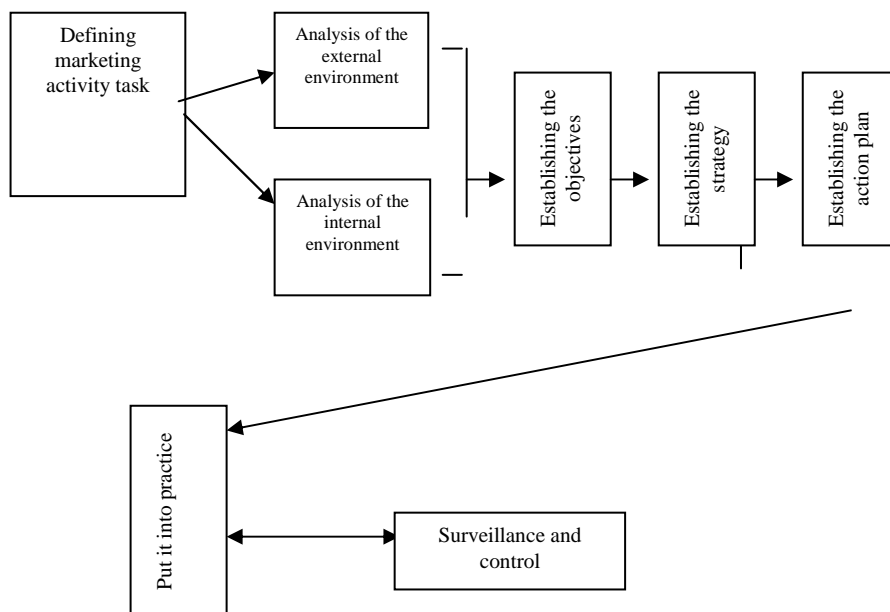 Defining
marketing
activity task
Analysis of the
external
environment
Analysis of the
internal
environment
Establishing the
objectives
Establishing the
strategy
Establishing the
action plan
Put it into practice
Surveillance and
control